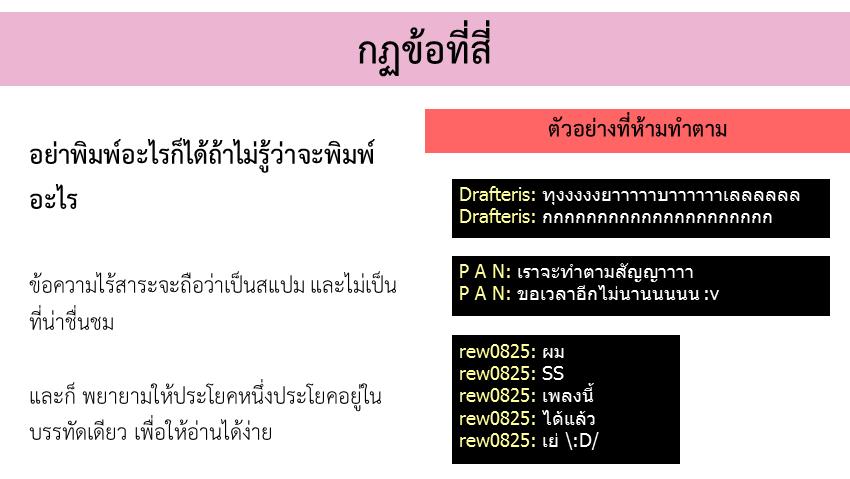 กฏข้อที่สี่
อย่าพิมพ์อะไรก็ได้ถ้าไม่รู้ว่าจะพิมพ์
อะไร
ข้อความไร้สาระจะถือว่าเป็นสแปม และไม่เป็น
ที่น่าชื่นชม
และก็ พยายามให้ประโยคหนึ่งประโยคอยู่ใน
บรรทัดเดียว เพื่อให้อ่านได้ง่าย
ตัวอย่างที่ห้ามทำตาม
Drafteris: ทุงงงงงยาาาาาบาาาาาาเลลลลลล
Drafteris: กกกกกกกกกกกกกกกกกกกกก
P A N: เราจะทำตามสัญญาาาา
P A N: ขอเวลาอีกไม่นานนนนน :v
rew0825: ผม
rew0825: SS
rew0825: เพลงนี้
rew0825: ได้แล้ว
rew0825: เย่ \:D/